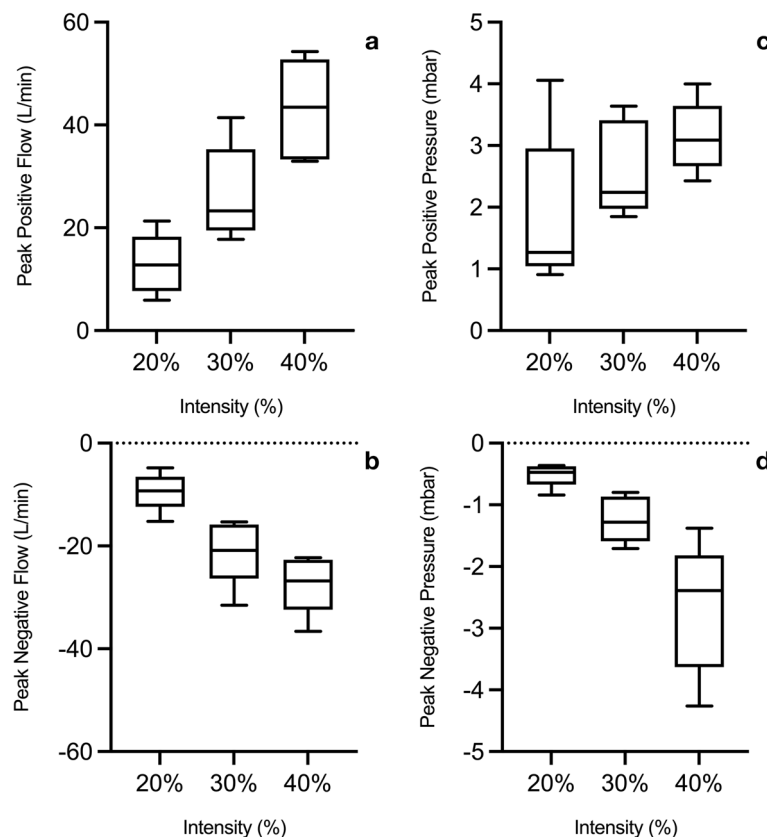 a
Peak Positive Flow (L/min)
60
40
20
0
20% 30% 40%
Intensity (%)
c
Peak Positive Pressure (mbar)
5
4
3
2
1
0
20% 30% 40%
Intensity (%)
b
Peak Negative Flow (L/min)
0
-20
-40
-60
20% 30% 40%
Intensity (%)
d
Peak Negative Pressure (mbar)
0
-1
-2
-3
-4
-5
20% 30% 40%
Intensity (%)